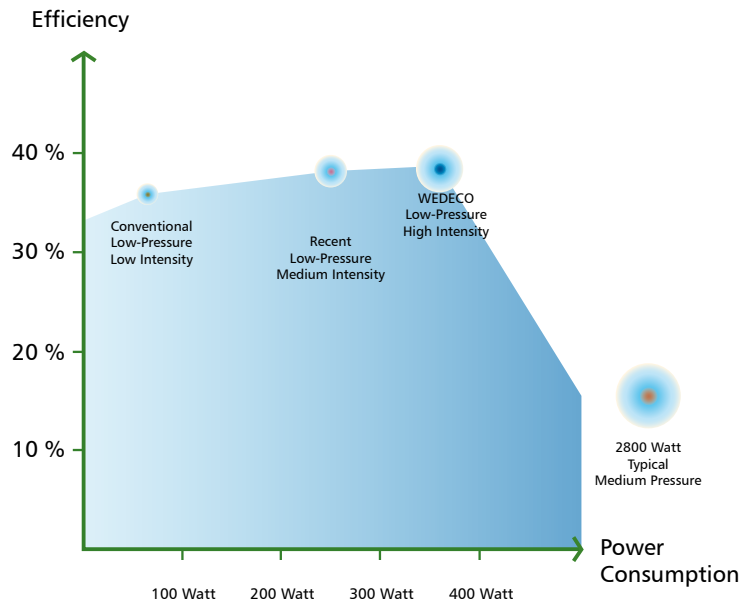 Efficiency
40 %
30 %
20 %
10 %
Conventional
Low-Pressure
Low Intensity
Recent
Low-Pressure
Medium Intensity
WEDECO
Low-Pressure
High Intensity
2800 Watt
Typical
Medium Pressure
Power
Consumption
100 Watt
200 Watt
300 Watt
400 Watt